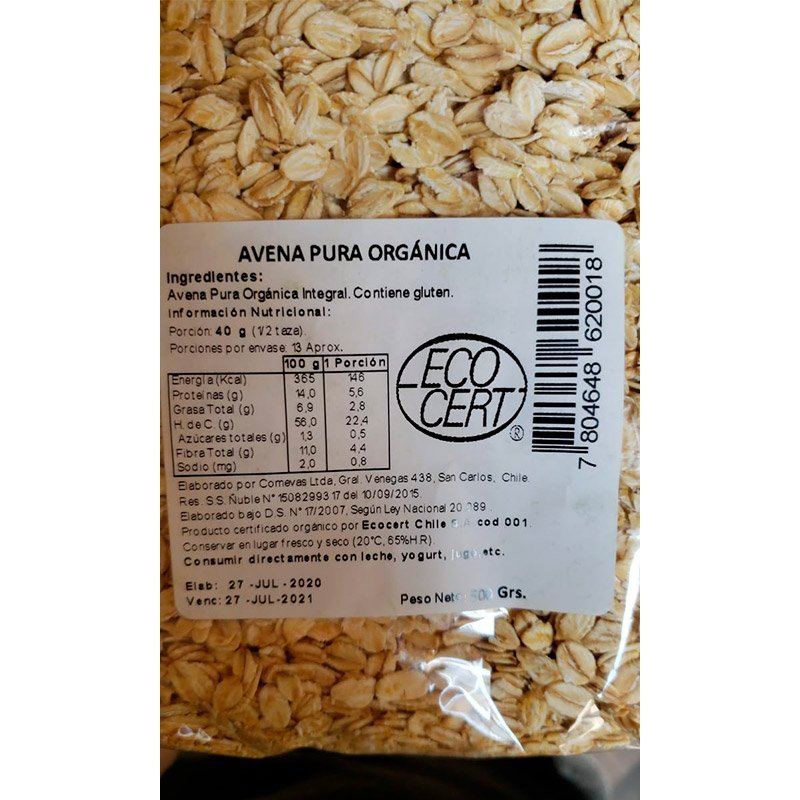 AVENA PURA ORGÁNICA
Ingredientes:
Avena Pura Orgánica Integral. Contiene gluten.
Información Nutricional:
Porción: 40 g (1/2 taza).
Porciones por envase: 13 Aprox.
100 g 1 Porción
Energía (Kcal) 365 146
Proteínas (g) 14,0 5,6
Grasa Total (g) 6,9 2,8
H. de C. (g) 56,0 22,4
Azúcares totales (g) 1,3 0,5
Fibra Total (g) 11,0 4,4
Sodio (mg) 2,0 0,8
ECO
CERT
®
7 804648 620018
Elaborado por Comevas Ltda, Gral. Venegas 438, San Carlos, Chile.
Res. S.S. Ñuble N° 15082993 17 del 10/09/2015.
Elaborado bajo D.S. N° 17/2007, Según Ley Nacional
Producto certificado orgánico por Ecocert Chile S.A cod 001.
Conservar en lugar fresco y seco (20°C, 65%H.R).
Consumir directamente con leche, yogurt, etc.
Elab: 27 -JUL - 2020
Venc: 27 -JUL-2021
Peso Neto 500 Grs.